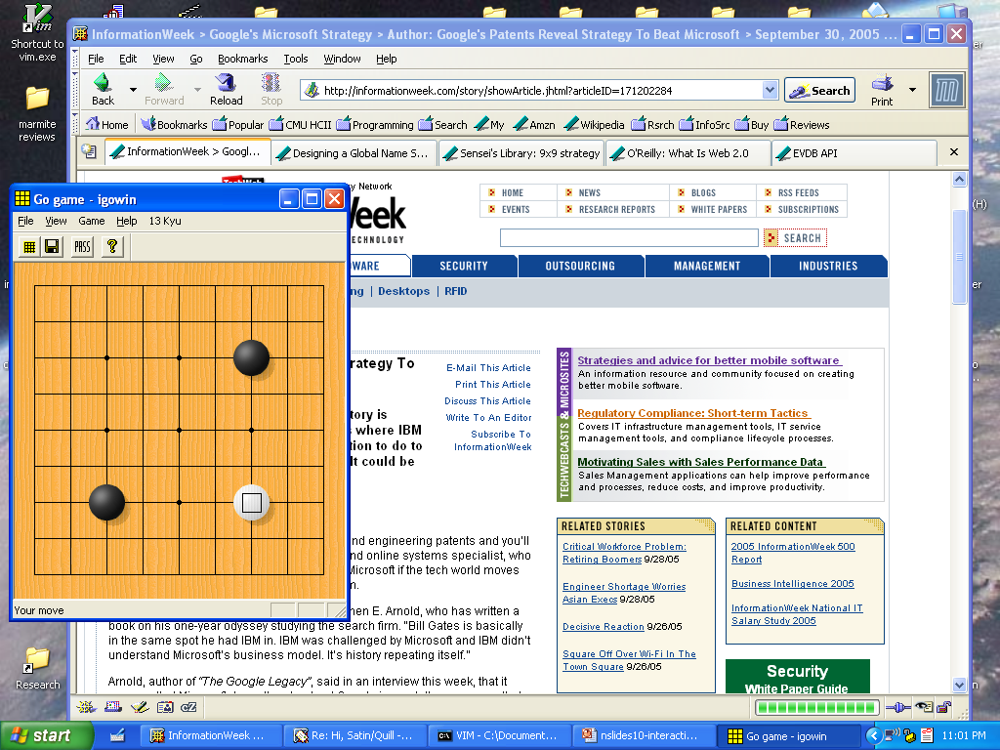 Shortcut to
vim.exe
marmite
reviews
Research
InformationWeek > Google's Microsoft Strategy > Author: Google's Patents Reveal Strategy To Beat Microsoft > September 30, 2005 ...
File Edit View Go Bookmarks Tools Window Help
Back Forward Reload Stop
http://informationweek.com/story/showArticle.jhtml?articleID=171202284
Search
Print
Home Bookmarks Popular CMU HCII Programming Search My Amzn Wikipedia Rsrch InfoSrc Buy Reviews
InformationWeek > Googl...
Designing a Global Name S...
Sensei's Library: 9x9 strategy
O'Reilly: What Is Web 2.0
EVDB API
Go game - igowin
File View Game Help 13 Kyu
PASS
Your move
y Network
Week
TECHNOLOGY
HOME NEWS BLOGS RSS FEEDS
EVENTS RESEARCH REPORTS WHITE PAPERS SUBSCRIPTIONS
SEARCH
WARE SECURITY OUTSOURCING MANAGEMENT INDUSTRIES
ng | Desktops | RFID
rategy To
tory is
s where IBM
tion to do to
It could be
E-Mail This Article
Print This Article
Discuss This Article
Write To An Editor
Subscribe To
InformationWeek
nd engineering patents and you'll
nd online systems specialist, who
Microsoft if the tech world moves
m.
hen E. Arnold, who has written a
book on his one-year odyssey studying the search firm. "Bill Gates is basically
in the same spot he had IBM in. IBM was challenged by Microsoft and IBM didn't
understand Microsoft's business model. It's history repeating itself."
Arnold, author of "The Google Legacy", said in an interview this week, that it
TECHWEBCASTS & MICROSITES
Strategies and advice for better mobile software
An information resource and community focused on creating
better mobile software.
Regulatory Compliance: Short-term Tactics
Covers IT infrastructure management tools, IT service
management tools, and compliance lifecycle processes.
Motivating Sales with Sales Performance Data
Sales Management applications can help improve performance
and processes, reduce costs, and improve productivity.
RELATED STORIES
Critical Workforce Problem:
Retiring Boomers 9/28/05
Engineer Shortage Worries
Asian Execs 9/28/05
Decisive Reaction 9/26/05
Square Off Over Wi-Fi In The
Town Square 9/26/05
RELATED CONTENT
2005 InformationWeek 500
Report
Business Intelligence 2005
InformationWeek National IT
Salary Study 2005
Security
White Paper Guide
start
InformationWeek ...
Re: Hi, Satin/Quill -...
VIM - C:\Document...
nslides10-interacti...
Go game - igowin
11:01 PM